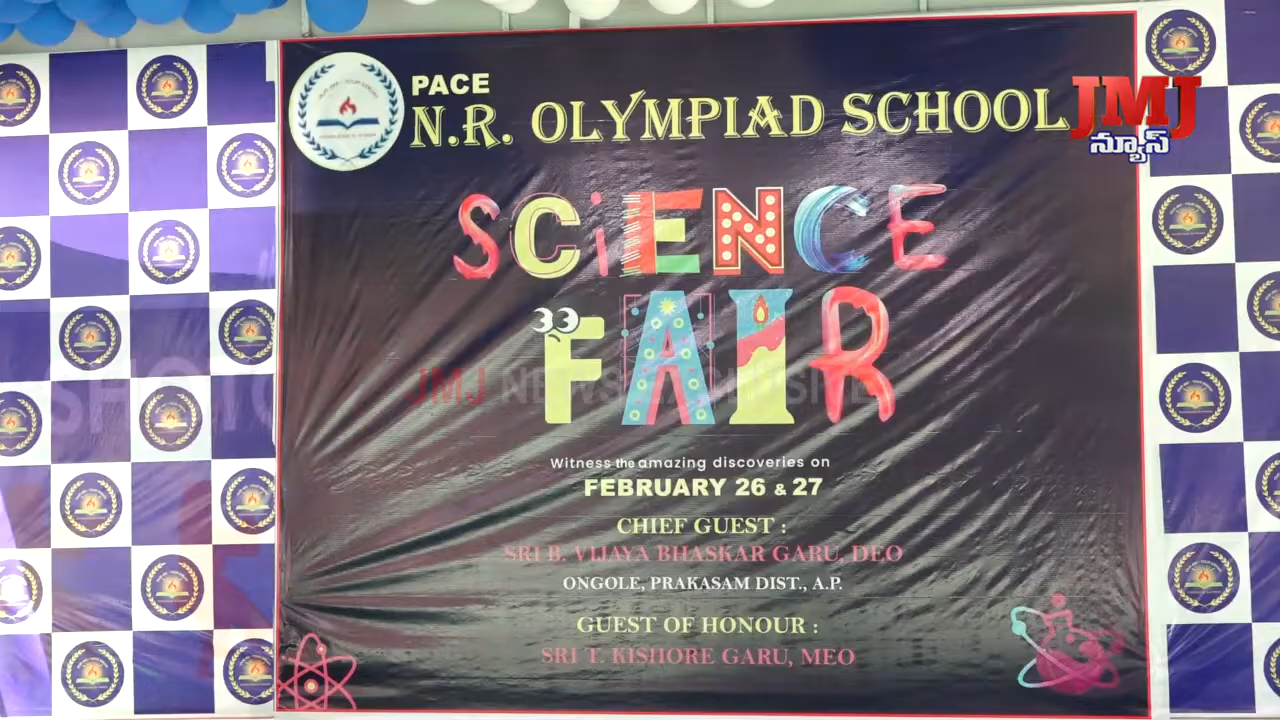 PACE
N.R. OLYMPIAD SCHOOL
JMJ
న్యూస్
SCiENCE
FAIR
JMJ NEWS EXCLUSIVE
Witness the amazing discoveries on
FEBRUARY 26 & 27
CHIEF GUEST :
SRI B. VIJAYA BHASKAR GARU, DEO
ONGOLE, PRAKASAM DIST., A.P.
GUEST OF HONOUR :
SRI T. KISHORE GARU, MEO